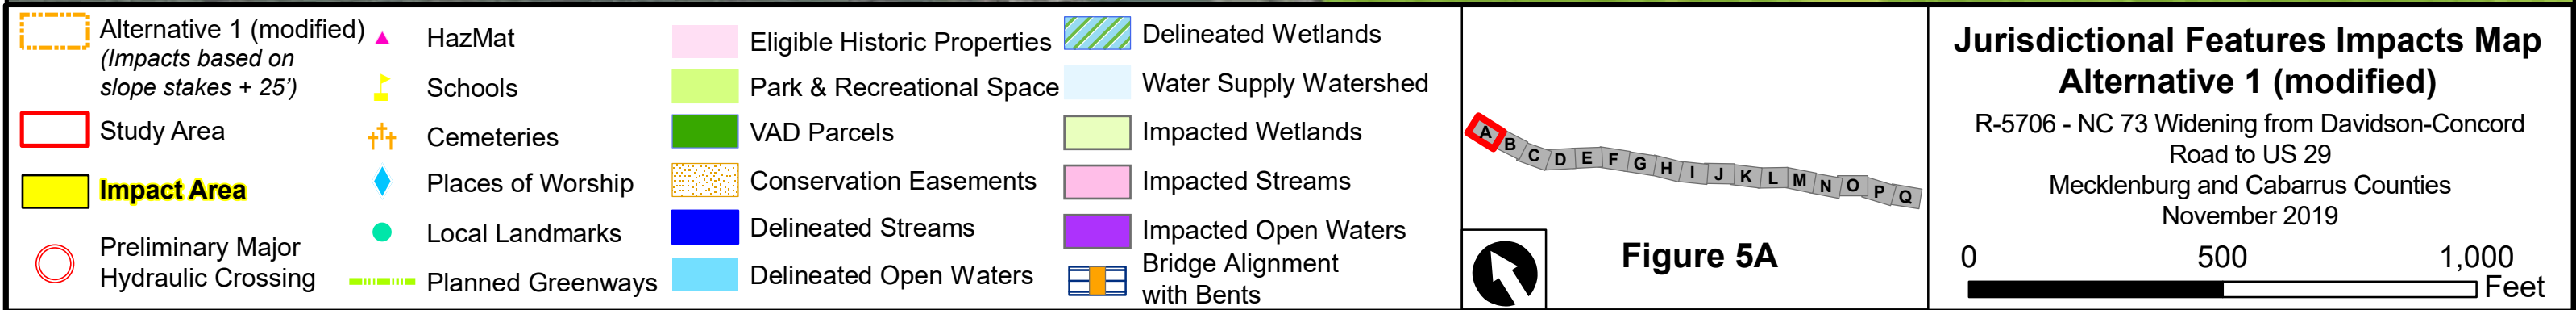 Alternative 1 (modified)
(Impacts based on
slope stakes + 25')
Study Area
Impact Area
Preliminary Major
Hydraulic Crossing
HazMat
Schools
Cemeteries
Places of Worship
Local Landmarks
Planned Greenways
Eligible Historic Properties
Park & Recreational Space
VAD Parcels
Conservation Easements
Delineated Streams
Delineated Open Waters
Delineated Wetlands
Water Supply Watershed
Impacted Wetlands
Impacted Streams
Impacted Open Waters
Bridge Alignment
with Bents
A B C D E F G H I J K L M N O P Q
Figure 5A
Jurisdictional Features Impacts Map
Alternative 1 (modified)
R-5706 - NC 73 Widening from Davidson-Concord
Road to US 29
Mecklenburg and Cabarrus Counties
November 2019
0 500 1,000
Feet